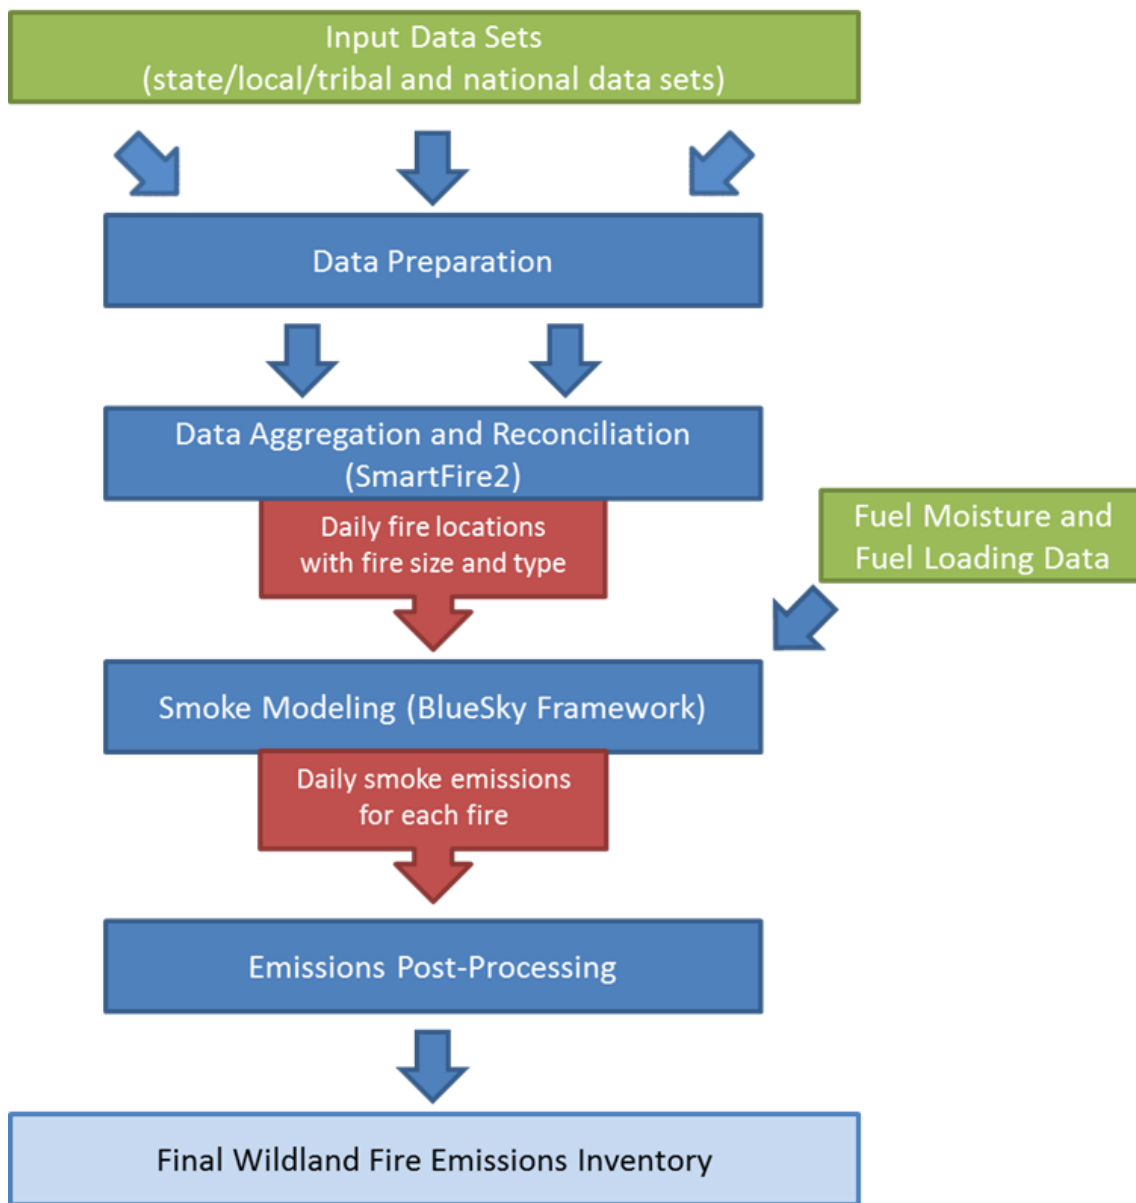 Input Data Sets
(state/local/tribal and national data sets)
Data Preparation
Data Aggregation and Reconciliation
(SmartFire2)
Daily fire locations
with fire size and type
Fuel Moisture and
Fuel Loading Data
Smoke Modeling (BlueSky Framework)
Daily smoke emissions
for each fire
Emissions Post-Processing
Final Wildland Fire Emissions Inventory